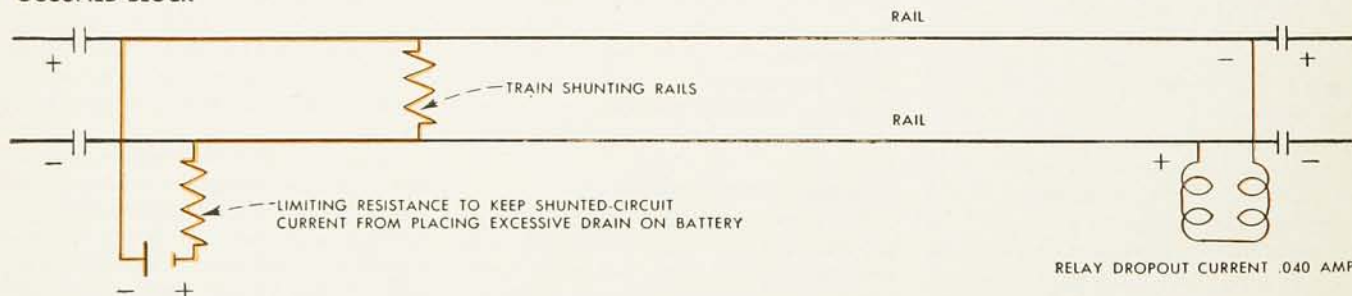 RAIL
+
-
+
TRAIN SHUNTING RAILS
RAIL
-
+
-
LIMITING RESISTANCE TO KEEP SHUNTED-CIRCUIT
CURRENT FROM PLACING EXCESSIVE DRAIN ON BATTERY
RELAY DROPOUT CURRENT .040 AMP
- +